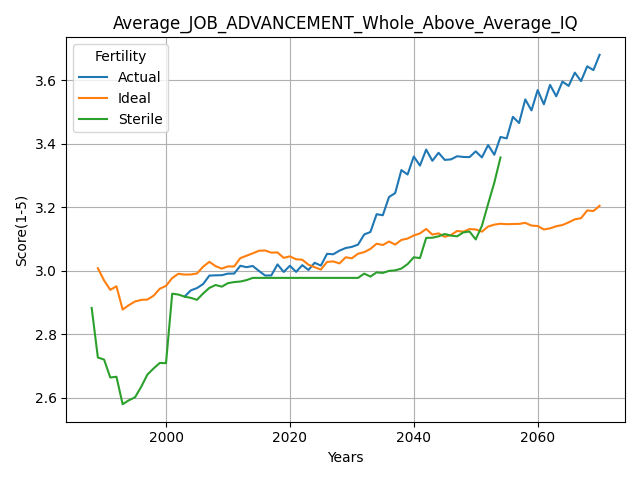 Average_JOB_ADVANCEMENT_Whole_Above_Average_IQ
Fertility
Actual
Ideal
Sterile
Score(1-5)
3.6
3.4
3.2
3.0
2.8
2.6
2000 2020 2040 2060
Years